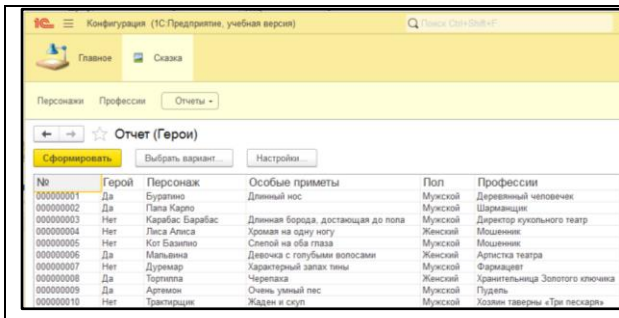 1С Конфигурация (1С:Предприятие, учебная версия) Поиск Ctrl+Shift+F
Главное Сказка
Персонажи Профессии Отчеты
Отчет (Герои)
Сформировать Выбрать вариант... Настройки...
№ Герой Персонаж Особые приметы Пол Профессии
000000001 Да Буратино Длинный нос Мужской Деревянный человечек
000000002 Да Папа Карло Мужской Шарманщик
000000003 Нет Карабас Барабас Длинная борода, достающая до пола Мужской Директор кукольного театр
000000004 Нет Лиса Алиса Хромая на одну ногу Женский Мошенник
000000005 Нет Кот Базилио Слепой на оба глаза Мужской Мошенник
000000006 Да Мальвина Девочка с голубыми волосами Женский Артистка театра
000000007 Нет Дуремар Характерный запах тины Мужской Фармацевт
000000008 Да Тортилла Черепаха Женский Хранительница Золотого ключика
000000009 Да Артемон Очень умный пес Мужской Пудель
000000010 Нет Трактирщик Жаден и скуп Мужской Хозяин таверны «Три пескаря»